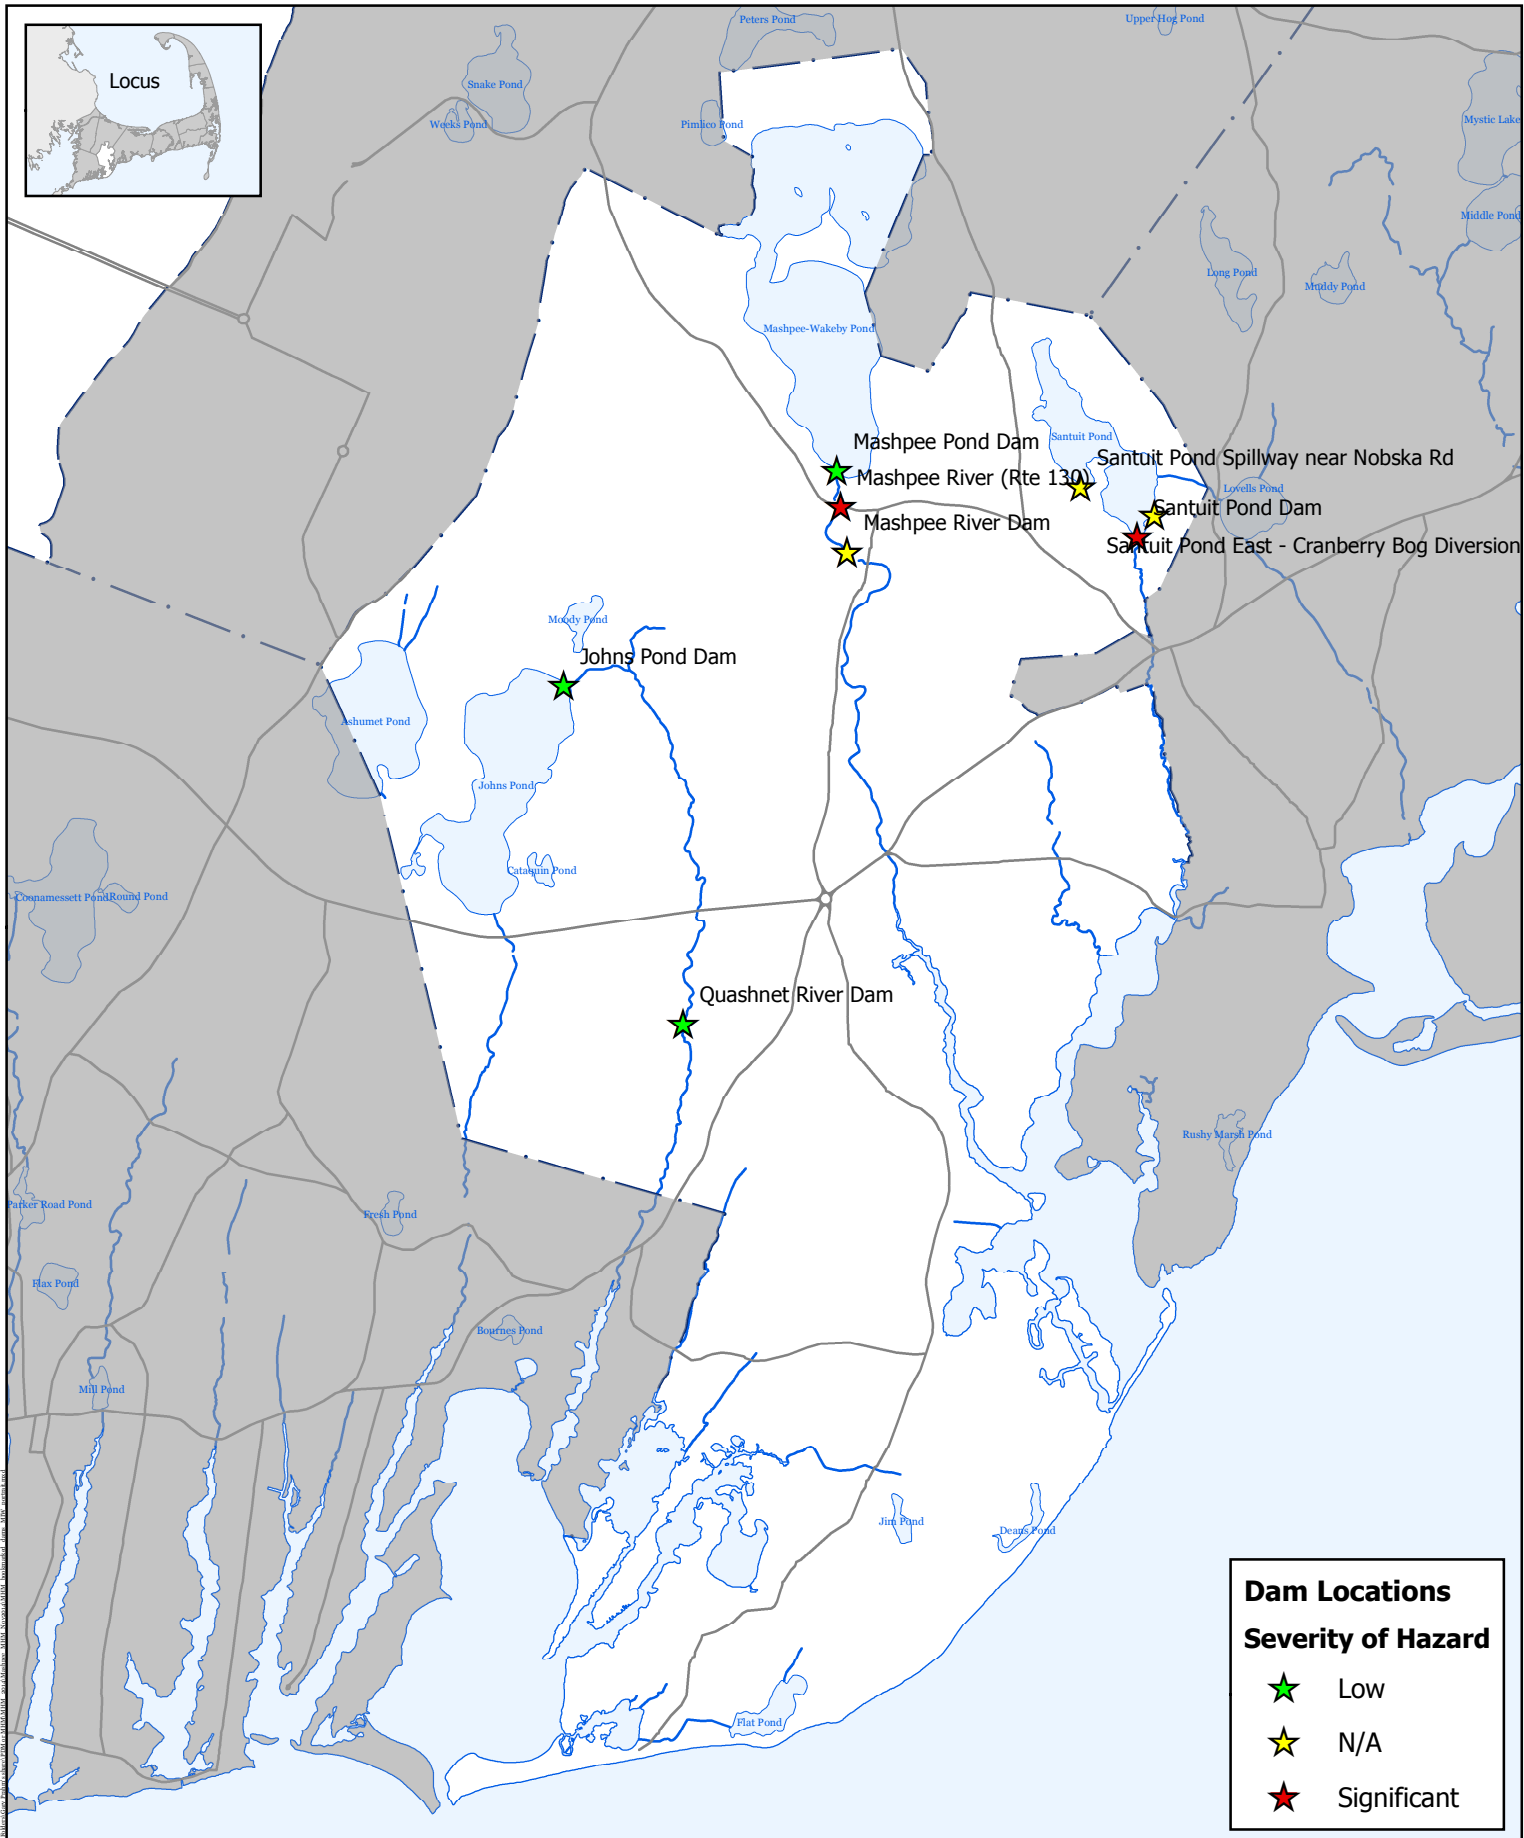 Locus
Peters Pond
Upper Hog Pond
Snake Pond
Weeks Pond
Pimlico Pond
Mystic Lake
Middle Pond
Long Pond
Muddy Pond
Mashpee-Wakeby Pond
Santuit Pond
Mashpee Pond Dam
Santuit Pond Spillway near Nobska Rd
Mashpee River (Rte 130)
Lovells Pond
Santuit Pond Dam
Mashpee River Dam
Santuit Pond East - Cranberry Bog Diversion
Moody Pond
Johns Pond Dam
Ashumet Pond
Johns Pond
Cataquin Pond
Coonamessett Pond
Round Pond
Quashnet River Dam
Rushy Marsh Pond
Parker Road Pond
Fresh Pond
Flax Pond
Bournes Pond
Mill Pond
Jim Pond
Deans Pond
Flat Pond
Dam Locations
Severity of Hazard
Low
N/A
Significant